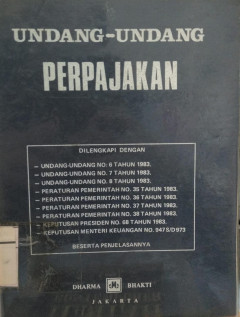 UNDANG-UNDANG
PERPAJAKAN
DILENGKAPI DENGAN
– UNDANG-UNDANG NO: 6 TAHUN 1983.
– UNDANG-UNDANG NO. 7 TAHUN 1983.
– UNDANG-UNDANG NO. 8 TAHUN 1983.
– PERATURAN PEMERINTAH NO. 35 TAHUN 1983.
– PERATURAN PEMERINTAH NO. 36 TAHUN 1983.
– PERATURAN PEMERINTAH NO. 37 TAHUN 1983.
– PERATURAN PEMERINTAH NO. 38 TAHUN 1983.
– KEPUTUSAN PRESIDEN NO. 68 TAHUN 1983.
– KEPUTUSAN MENTERI KEUANGAN NO. 947 S/D 973
BESERTA PENJELASANNYA
DHARMA BHAKTI
JAKARTA